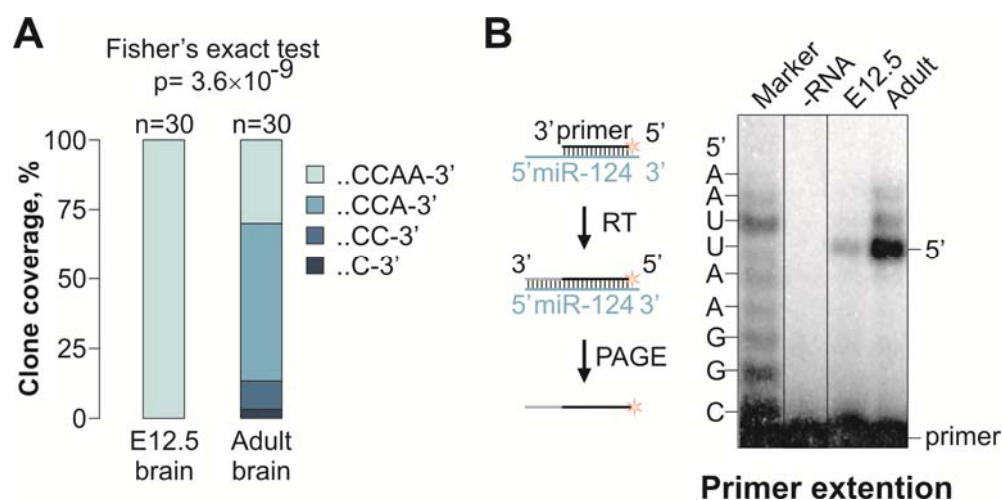 A
Fisher's exact test
p= 3.6×10⁻⁹
n=30 n=30
100
75
50
25
0
Clone coverage, %
E12.5 brain
Adult brain
..CCAA-3'
..CCA-3'
..CC-3'
..C-3'
B
3' primer 5'
5' miR-124 3'
RT
3' 5'
5' miR-124 3'
PAGE
Marker
-RNA
E12.5
Adult
5'
A
A
U
U
A
A
G
G
C
5'
primer
Primer extention